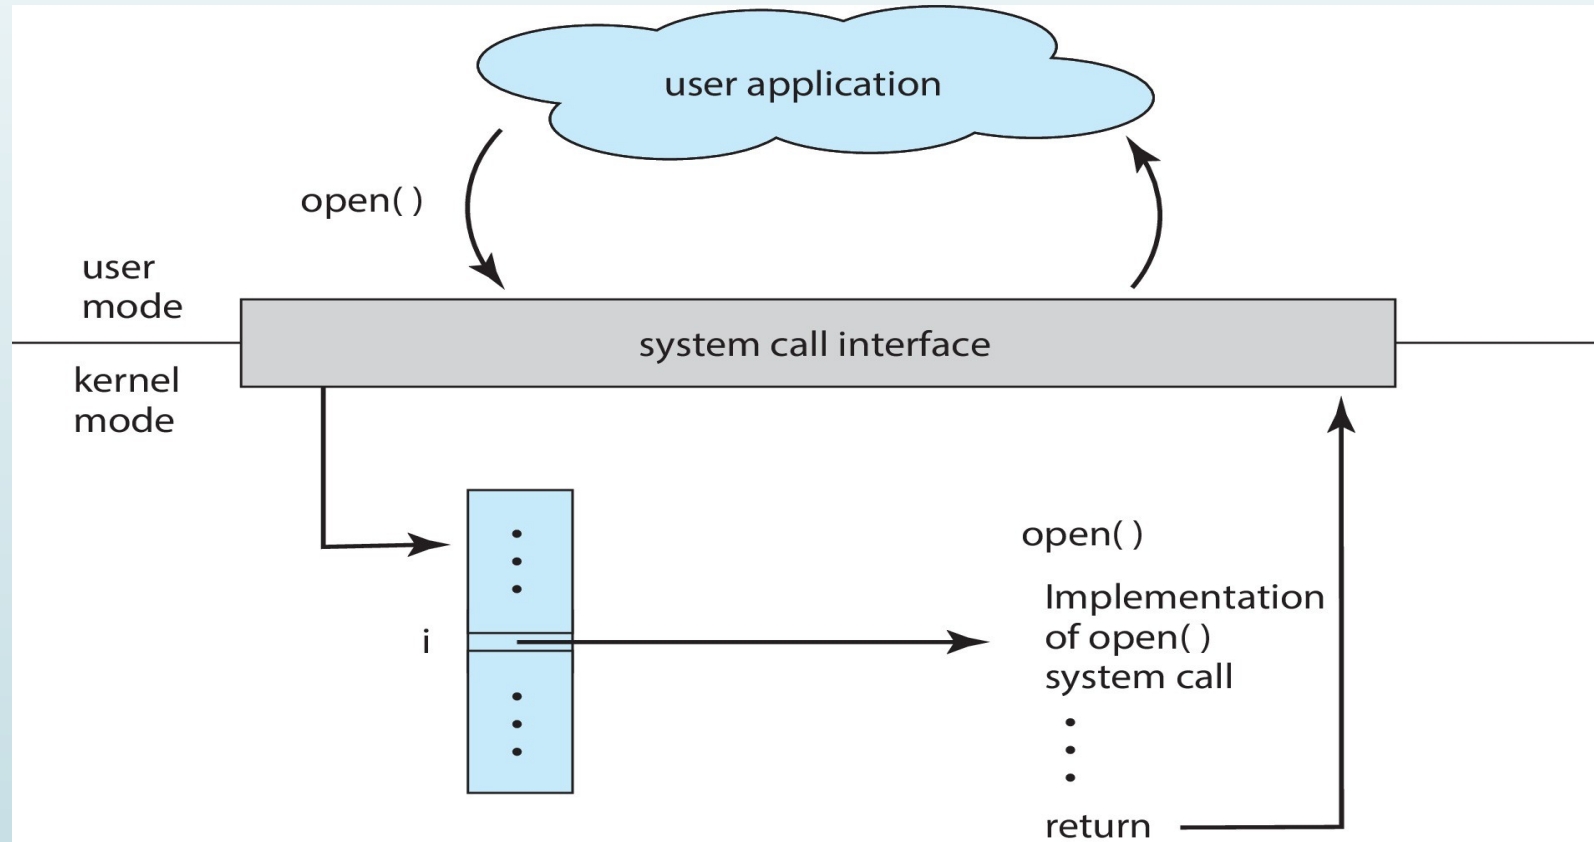 user application
open( )
user
mode
system call interface
kernel
mode
open( )
Implementation
of open( )
system call
i
return